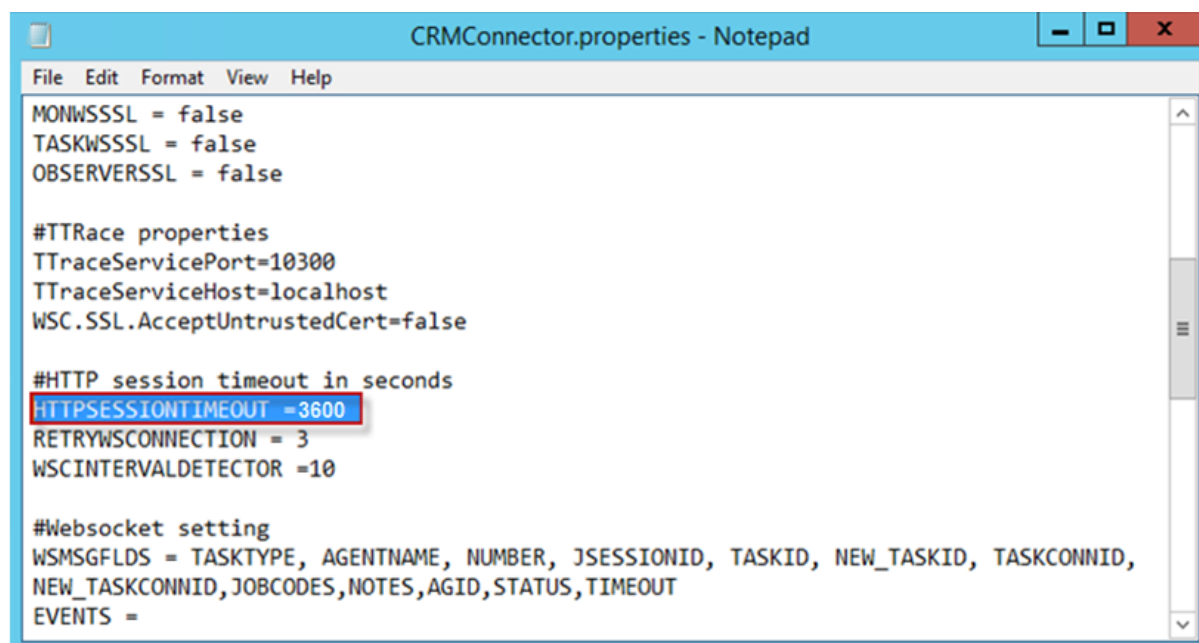 CRMConnector.properties - Notepad
File Edit Format View Help
MONWSSSL = false
TASKWSSSL = false
OBSERVERSSL = false
#TTRace properties
TTraceServicePort=10300
TTraceServiceHost=localhost
WSC.SSL.AcceptUntrustedCert=false
#HTTP session timeout in seconds
HTTPSESSIONTIMEOUT =3600
RETRYWSCONNECTION = 3
WSCINTERVALDETECTOR =10
#Websocket setting
WSMSGFLDS = TASKTYPE, AGENTNAME, NUMBER, JSESSIONID, TASKID, NEW_TASKID, TASKCONNID,
NEW_TASKCONNID,JOBCODES,NOTES,AGID,STATUS,TIMEOUT
EVENTS =